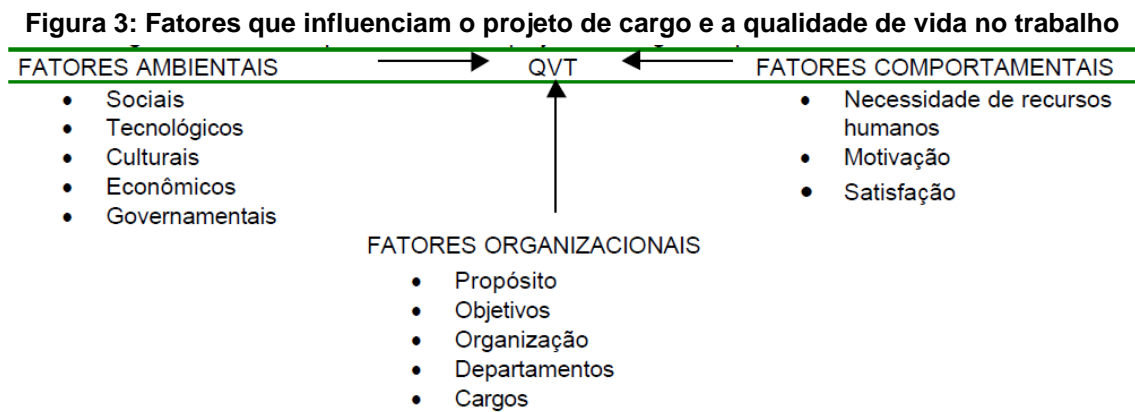 Figura 3: Fatores que influenciam o projeto de cargo e a qualidade de vida no trabalho
FATORES AMBIENTAIS
• Sociais
• Tecnológicos
• Culturais
• Econômicos
• Governamentais
QVT
FATORES COMPORTAMENTAIS
• Necessidade de recursos
humanos
• Motivação
• Satisfação
FATORES ORGANIZACIONAIS
• Propósito
• Objetivos
• Organização
• Departamentos
• Cargos